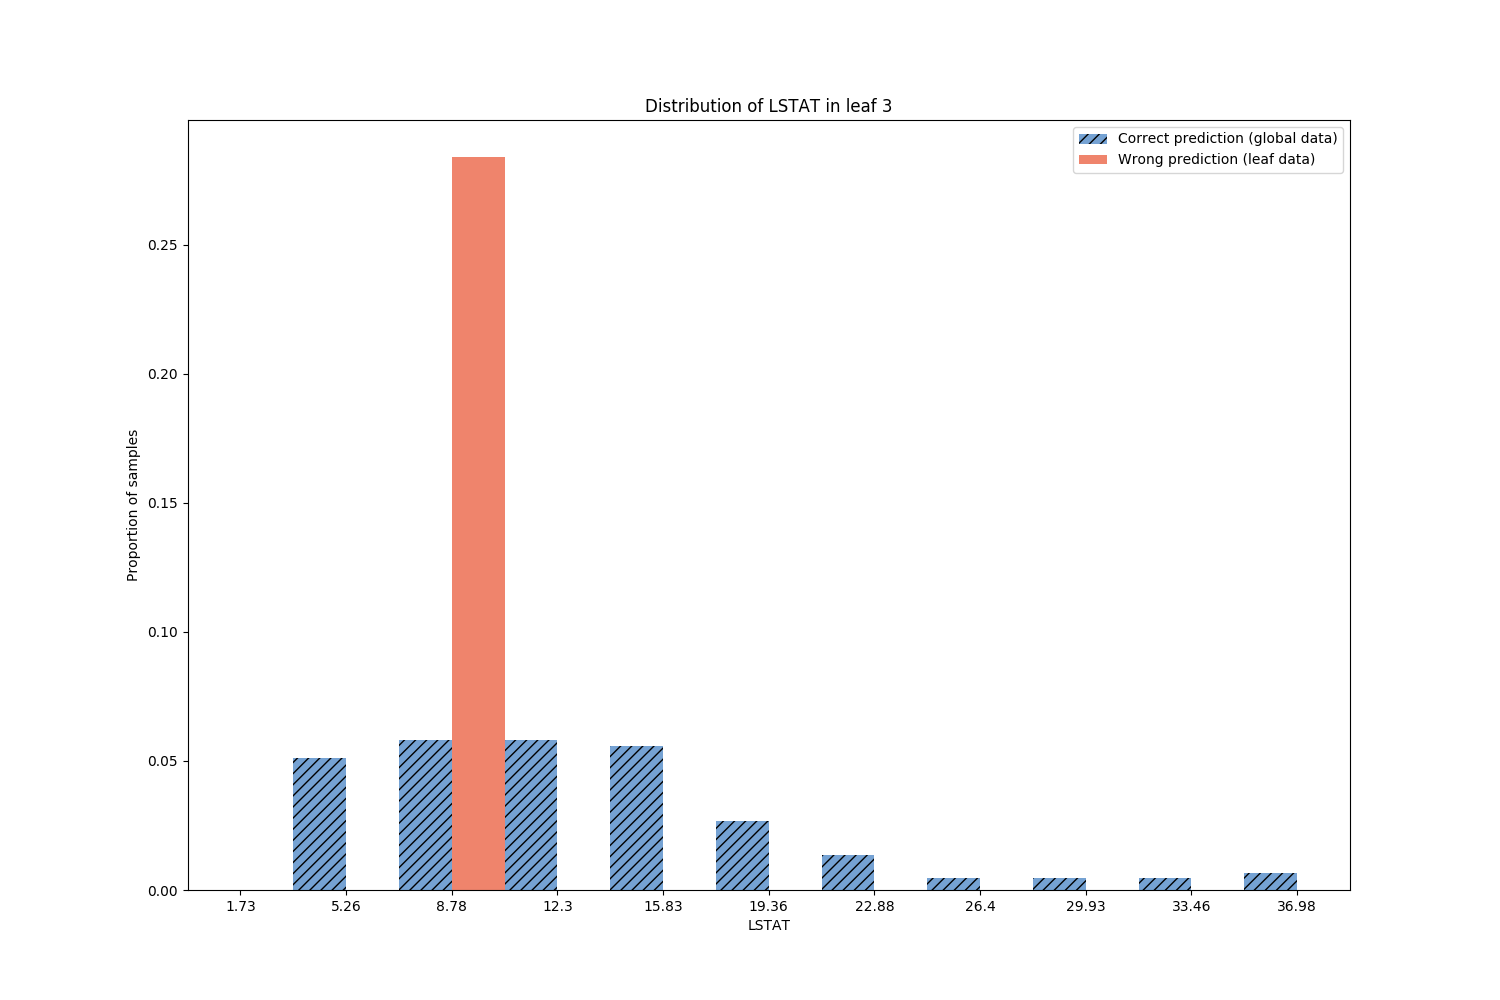 Distribution of LSTAT in leaf 3
Correct prediction (global data)
Wrong prediction (leaf data)
Proportion of samples
0.25
0.20
0.15
0.10
0.05
0.00
1.73 5.26 8.78 12.3 15.83 19.36 22.88 26.4 29.93 33.46 36.98
LSTAT